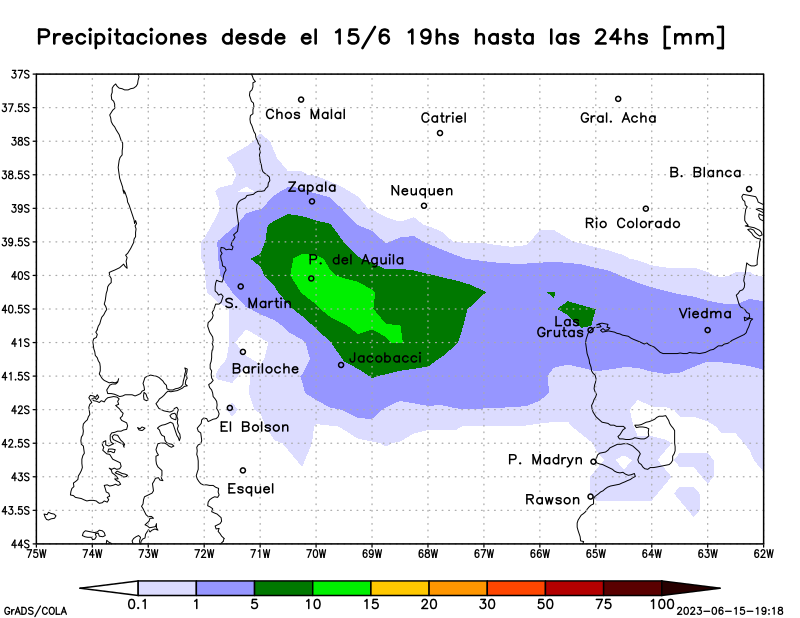 Precipitaciones desde el 15/6 19hs hasta las 24hs [mm]
37S
37.5S
38S
38.5S
39S
39.5S
40S
40.5S
41S
41.5S
42S
42.5S
43S
43.5S
44S
Chos Malal
Catriel
Gral. Acha
B. Blanca
Zapala
Neuquen
Rio Colorado
P. del Aguila
S. Martin
Viedma
Las
Grutas
Jacobacci
Bariloche
El Bolson
P. Madryn
Esquel
Rawson
75W 74W 73W 72W 71W 70W 69W 68W 67W 66W 65W 64W 63W 62W
0.1 1 5 10 15 20 30 50 75 100
GrADS/COLA
2023-06-15-19:18